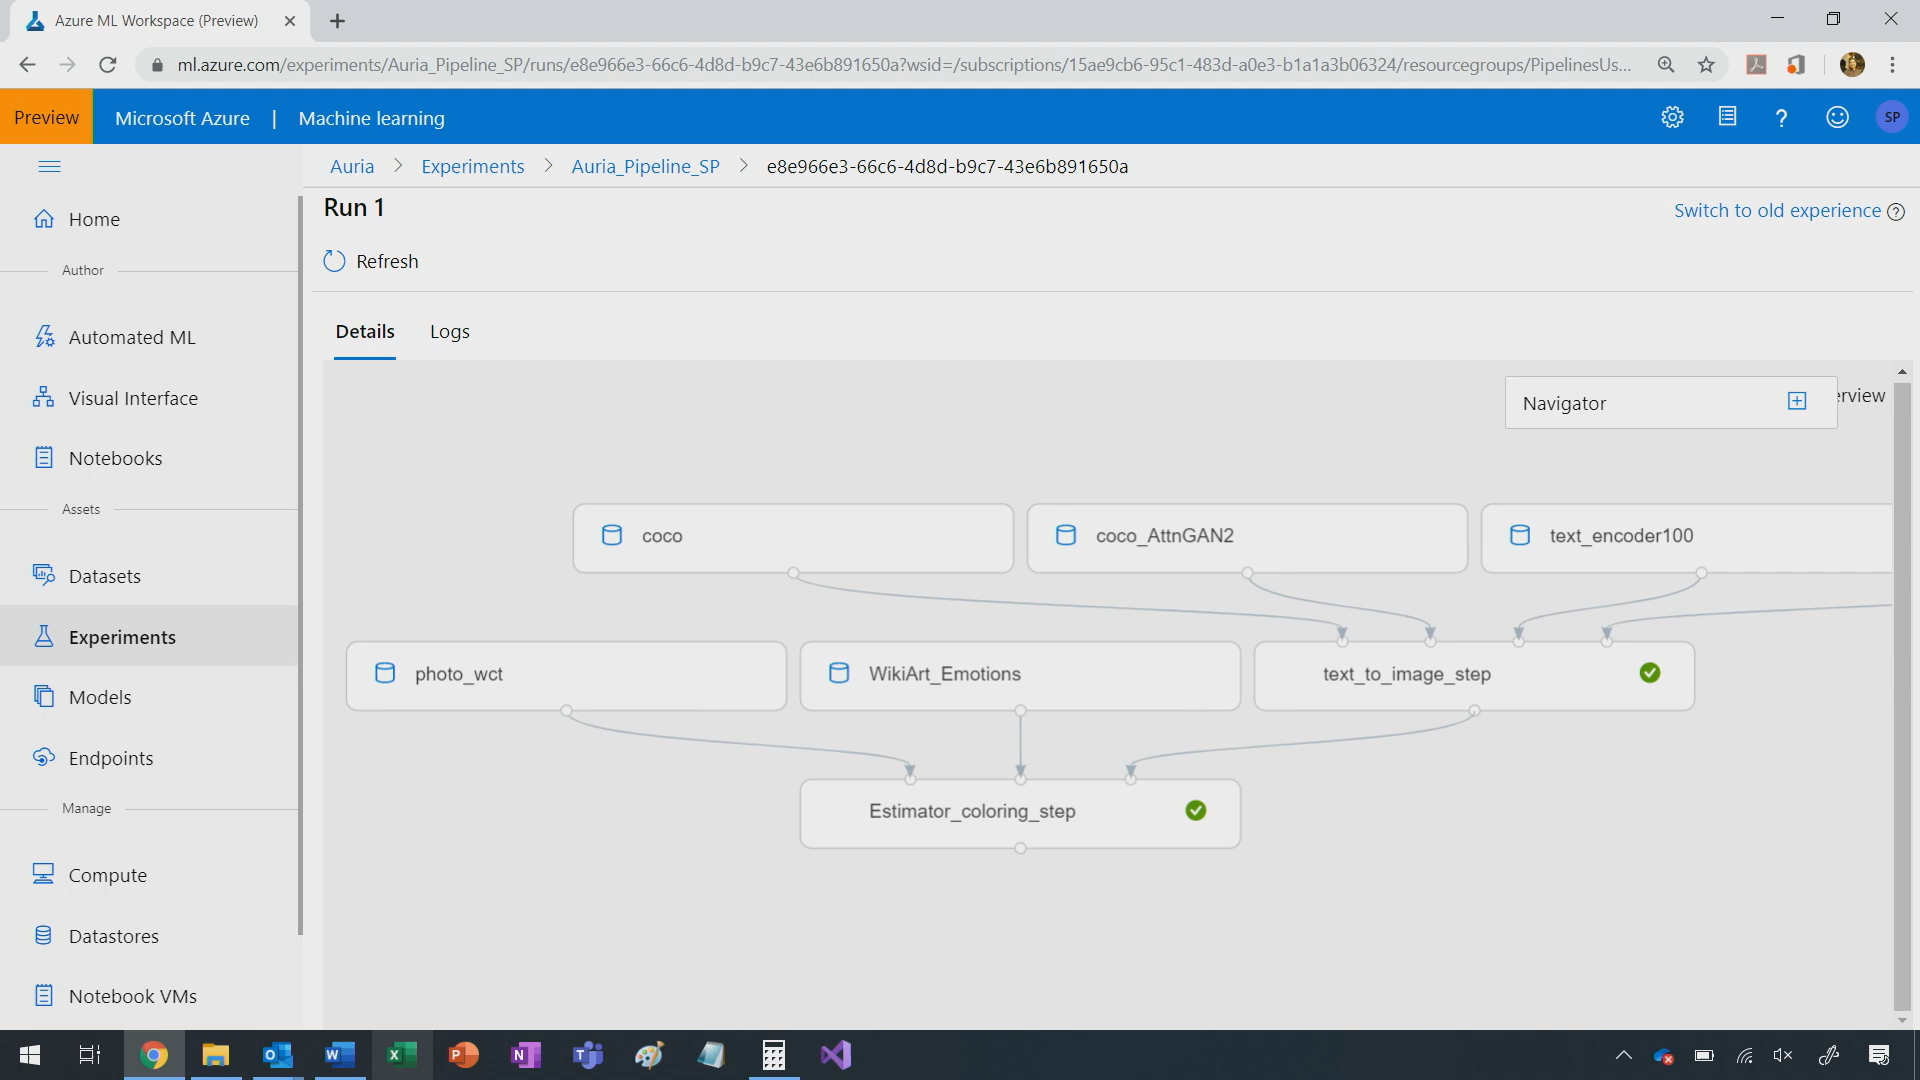 Azure ML Workspace (Preview)
ml.azure.com/experiments/Auria_Pipeline_SP/runs/e8e966e3-66c6-4d8d-b9c7-43e6b891650a?wsid=/subscriptions/15ae9cb6-95c1-483d-a0e3-b1a1a3b06324/resourcegroups/PipelinesUs...
Preview
Microsoft Azure | Machine learning
SP
Auria > Experiments > Auria_Pipeline_SP > e8e966e3-66c6-4d8d-b9c7-43e6b891650a
Run 1
Switch to old experience
Refresh
Home
Author
Automated ML
Visual Interface
Notebooks
Assets
Datasets
Experiments
Models
Endpoints
Manage
Compute
Datastores
Notebook VMs
Details
Logs
Navigator
erview
coco
coco_AttnGAN2
text_encoder100
photo_wct
WikiArt_Emotions
text_to_image_step
Estimator_coloring_step